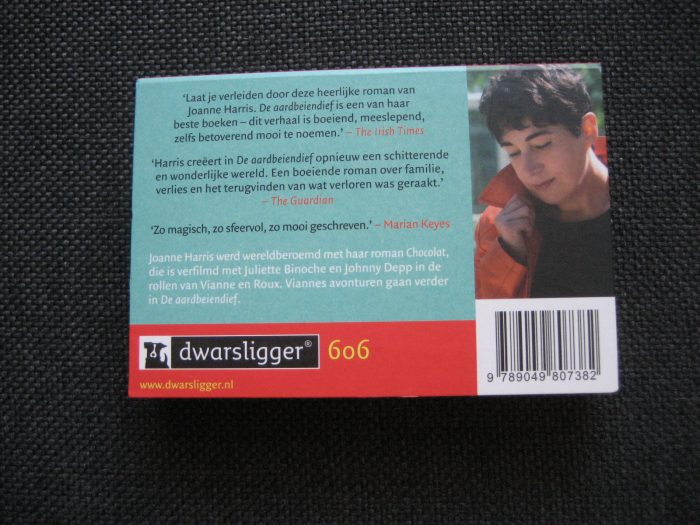 ‘Laat je verleiden door deze heerlijke roman van
Joanne Harris. De aardbeiendief is een van haar
beste boeken – dit verhaal is boeiend, meeslepend,
zelfs betoverend mooi te noemen.’ – The Irish Times
‘Harris creëert in De aardbeiendief opnieuw een schitterende
en wonderlijke wereld. Een boeiende roman over familie,
verlies en het terugvinden van wat verloren was geraakt.’
– The Guardian
‘Zo magisch, zo sfeervol, zo mooi geschreven.’ – Marian Keyes
Joanne Harris werd wereldberoemd met haar roman Chocolat,
die is verfilmd met Juliette Binoche en Johnny Depp in de
rollen van Vianne en Roux. Viannes avonturen gaan verder
in De aardbeiendief.
dwarsligger® 606
www.dwarsligger.nl
9 789049 807382